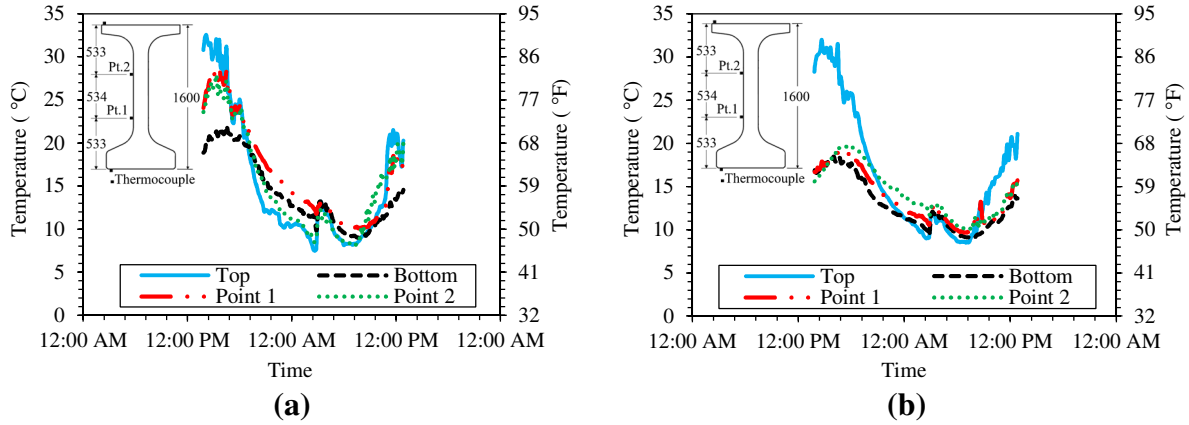 35
30
25
20
15
10
5
0
Temperature ( °C)
533
534
533
Pt.2
Pt.1
1600
Thermocouple
95
86
77
68
59
50
41
32
Temperature ( °F)
Top
Bottom
Point 1
Point 2
12:00 AM 12:00 PM 12:00 AM 12:00 PM 12:00 AM
Time
(a)
35
30
25
20
15
10
5
0
Temperature ( °C)
533
534
533
Pt.2
Pt.1
1600
Thermocouple
95
86
77
68
59
50
41
32
Temperature ( °F)
Top
Bottom
Point 1
Point 2
12:00 AM 12:00 PM 12:00 AM 12:00 PM 12:00 AM
Time
(b)